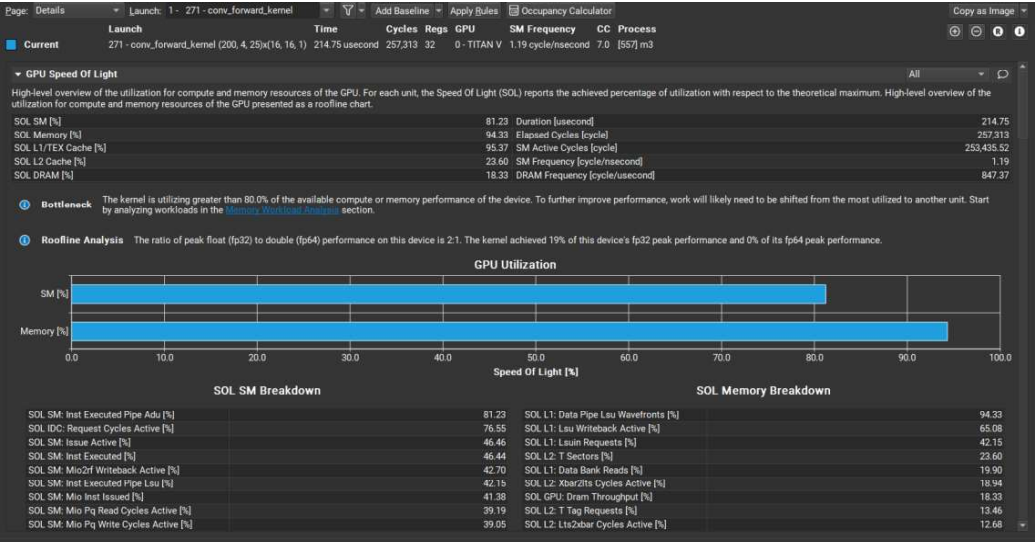 Page: Details Launch: 1 - 271 - conv_forward_kernel Add Baseline Apply Rules Occupancy Calculator Copy as Image
Launch Time Cycles Regs GPU SM Frequency CC Process
Current 271 - conv_forward_kernel (200, 4, 25)x(16, 16, 1) 214.75 usecond 257,313 32 0 - TITAN V 1.19 cycle/nsecond 7.0 [557] m3
GPU Speed Of Light All
High-level overview of the utilization for compute and memory resources of the GPU. For each unit, the Speed Of Light (SOL) reports the achieved percentage of utilization with respect to the theoretical maximum. High-level overview of the
utilization for compute and memory resources of the GPU presented as a roofline chart.
SOL SM [%] 81.23 Duration [usecond] 214.75
SOL Memory [%] 94.33 Elapsed Cycles [cycle] 257,313
SOL L1/TEX Cache [%] 95.37 SM Active Cycles [cycle] 253,435.52
SOL L2 Cache [%] 23.60 SM Frequency [cycle/nsecond] 1.19
SOL DRAM [%] 18.33 DRAM Frequency [cycle/usecond] 847.37
Bottleneck The kernel is utilizing greater than 80.0% of the available compute or memory performance of the device. To further improve performance, work will likely need to be shifted from the most utilized to another unit. Start
by analyzing workloads in the Memory Workload Analysis section.
Roofline Analysis The ratio of peak float (fp32) to double (fp64) performance on this device is 2:1. The kernel achieved 19% of this device's fp32 peak performance and 0% of its fp64 peak performance.
GPU Utilization
SM [%]
Memory [%]
0.0 10.0 20.0 30.0 40.0 50.0 60.0 70.0 80.0 90.0 100.0
Speed Of Light [%]
SOL SM Breakdown SOL Memory Breakdown
SOL SM: Inst Executed Pipe Adu [%] 81.23 SOL L1: Data Pipe Lsu Wavefronts [%] 94.33
SOL IDC: Request Cycles Active [%] 76.55 SOL L1: Lsu Writeback Active [%] 65.08
SOL SM: Issue Active [%] 46.46 SOL L1: Lsuin Requests [%] 42.15
SOL SM: Inst Executed [%] 46.44 SOL L2: T Sectors [%] 23.60
SOL SM: Mio2rf Writeback Active [%] 42.70 SOL L1: Data Bank Reads [%] 19.90
SOL SM: Inst Executed Pipe Lsu [%] 42.15 SOL L2: Xbar2lts Cycles Active [%] 18.94
SOL SM: Mio Inst Issued [%] 41.38 SOL GPU: Dram Throughput [%] 18.33
SOL SM: Mio Pq Read Cycles Active [%] 39.19 SOL L2: T Tag Requests [%] 13.46
SOL SM: Mio Pq Write Cycles Active [%] 39.05 SOL L2: Lts2xbar Cycles Active [%] 12.68